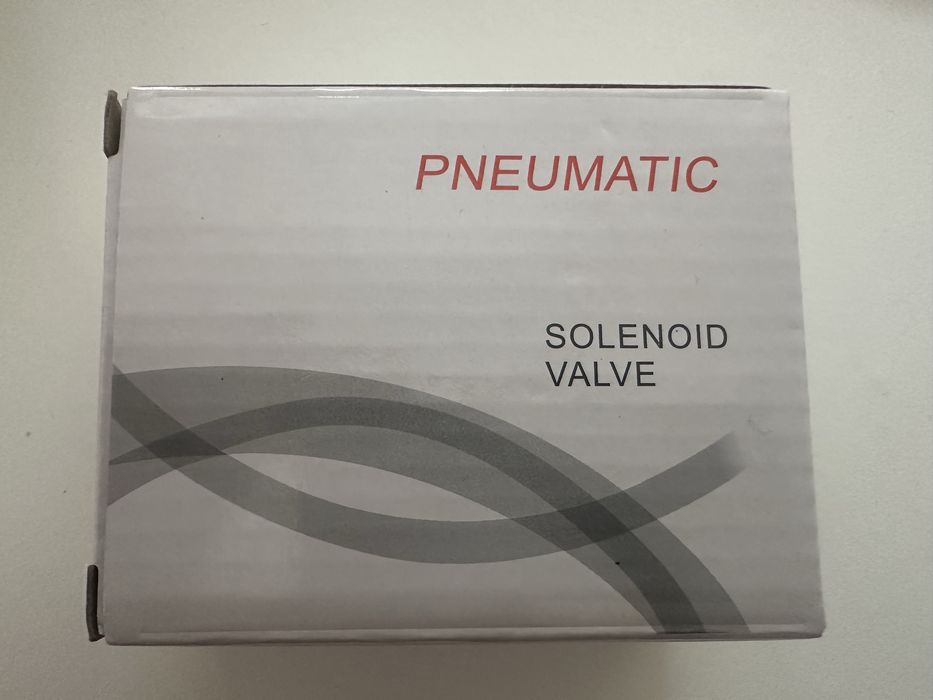 PNEUMATIC
SOLENOID
VALVE